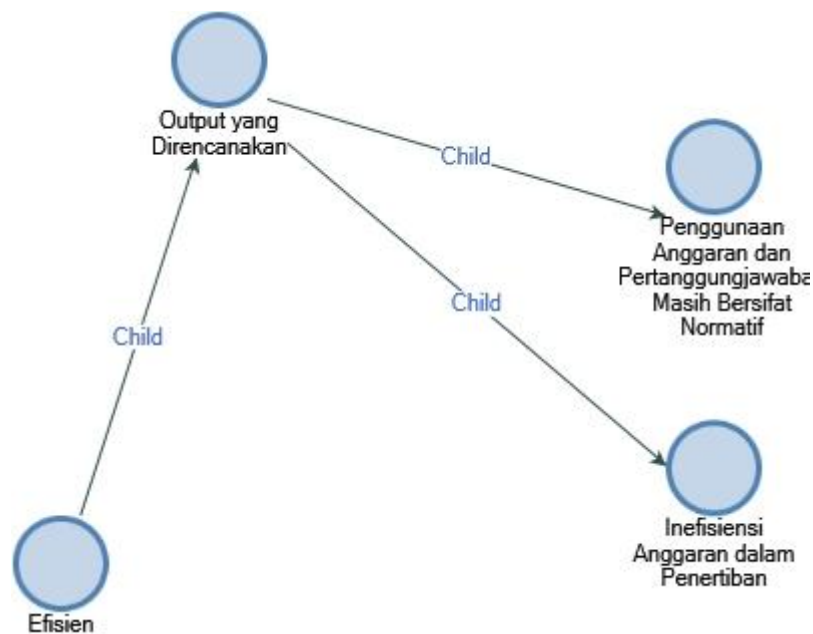 Output yang
Direncanakan
Child
Penggunaan
Anggaran dan
Pertanggungjawaba
Masih Bersifat
Normatif
Child
Child
Inefisiensi
Anggaran dalam
Penertiban
Efisien